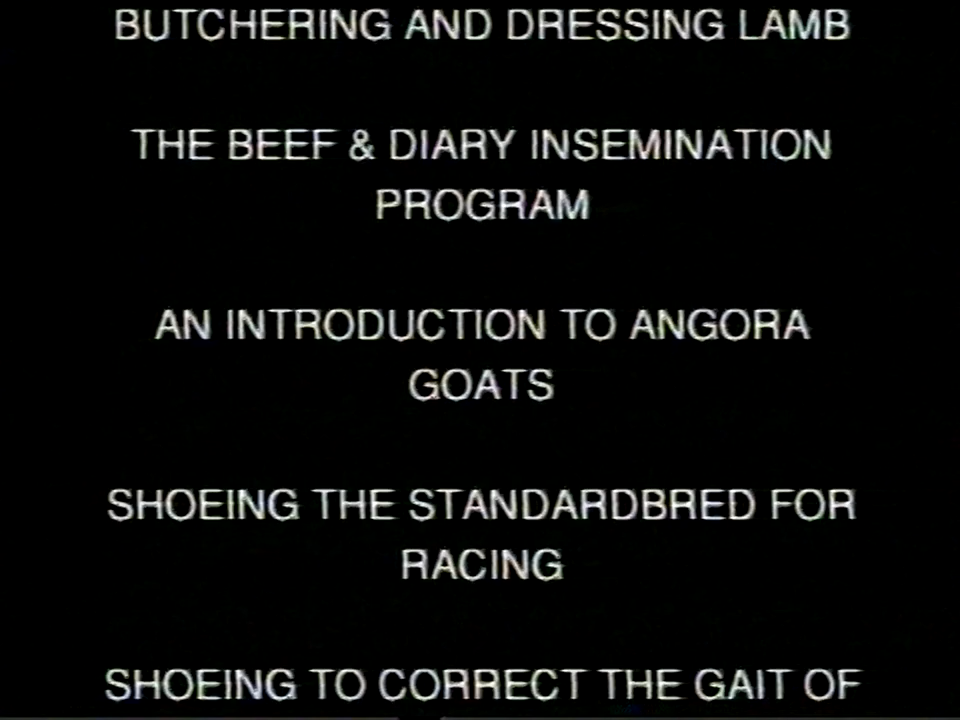 BUTCHERING AND DRESSING LAMB
THE BEEF & DIARY INSEMINATION
PROGRAM
AN INTRODUCTION TO ANGORA
GOATS
SHOEING THE STANDARDBRED FOR
RACING
SHOEING TO CORRECT THE GAIT OF